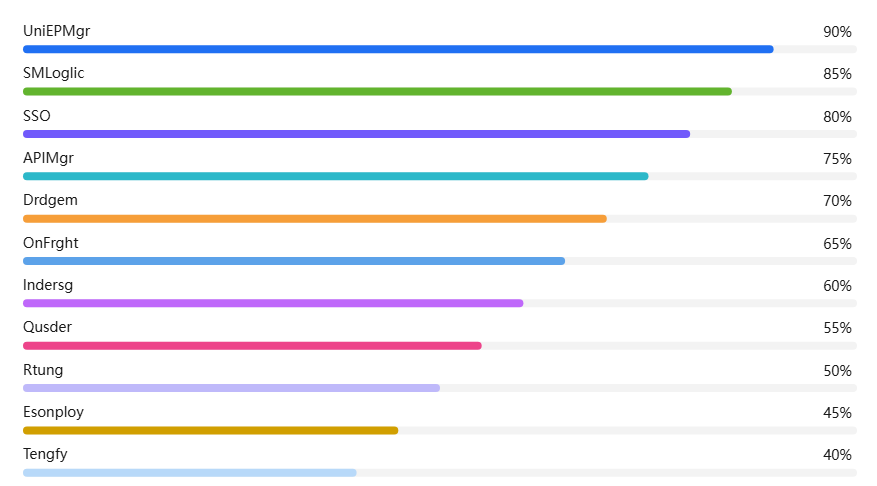 UniEPMgr 90%
SMLoglic 85%
SSO 80%
APIMgr 75%
Drdgem 70%
OnFrght 65%
Indersg 60%
Qusder 55%
Rtung 50%
Esonploy 45%
Tengfy 40%